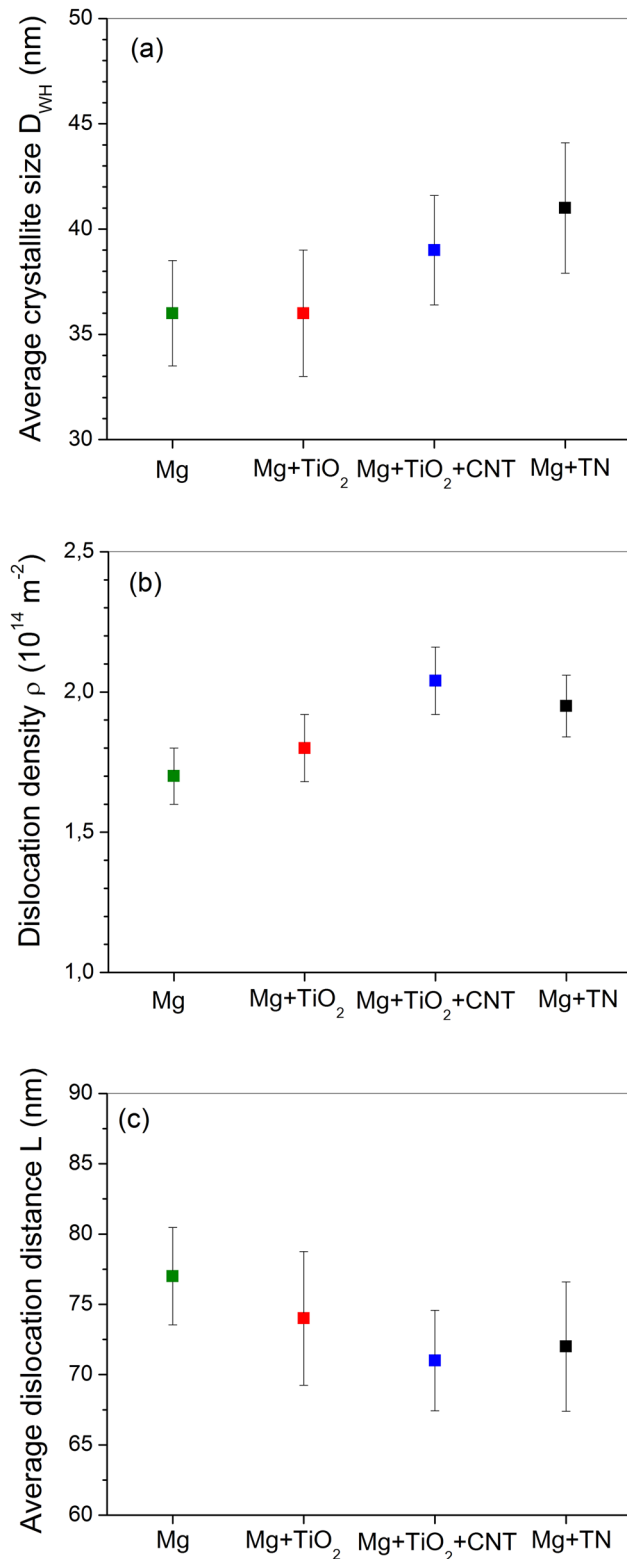 (a)
Average crystallite size D_WH (nm)
50
45
40
35
30
Mg Mg+TiO₂ Mg+TiO₂+CNT Mg+TN
(b)
Dislocation density ρ (10¹⁴ m⁻²)
2,5
2,0
1,5
1,0
Mg Mg+TiO₂ Mg+TiO₂+CNT Mg+TN
(c)
Average dislocation distance L (nm)
90
85
80
75
70
65
60
Mg Mg+TiO₂ Mg+TiO₂+CNT Mg+TN